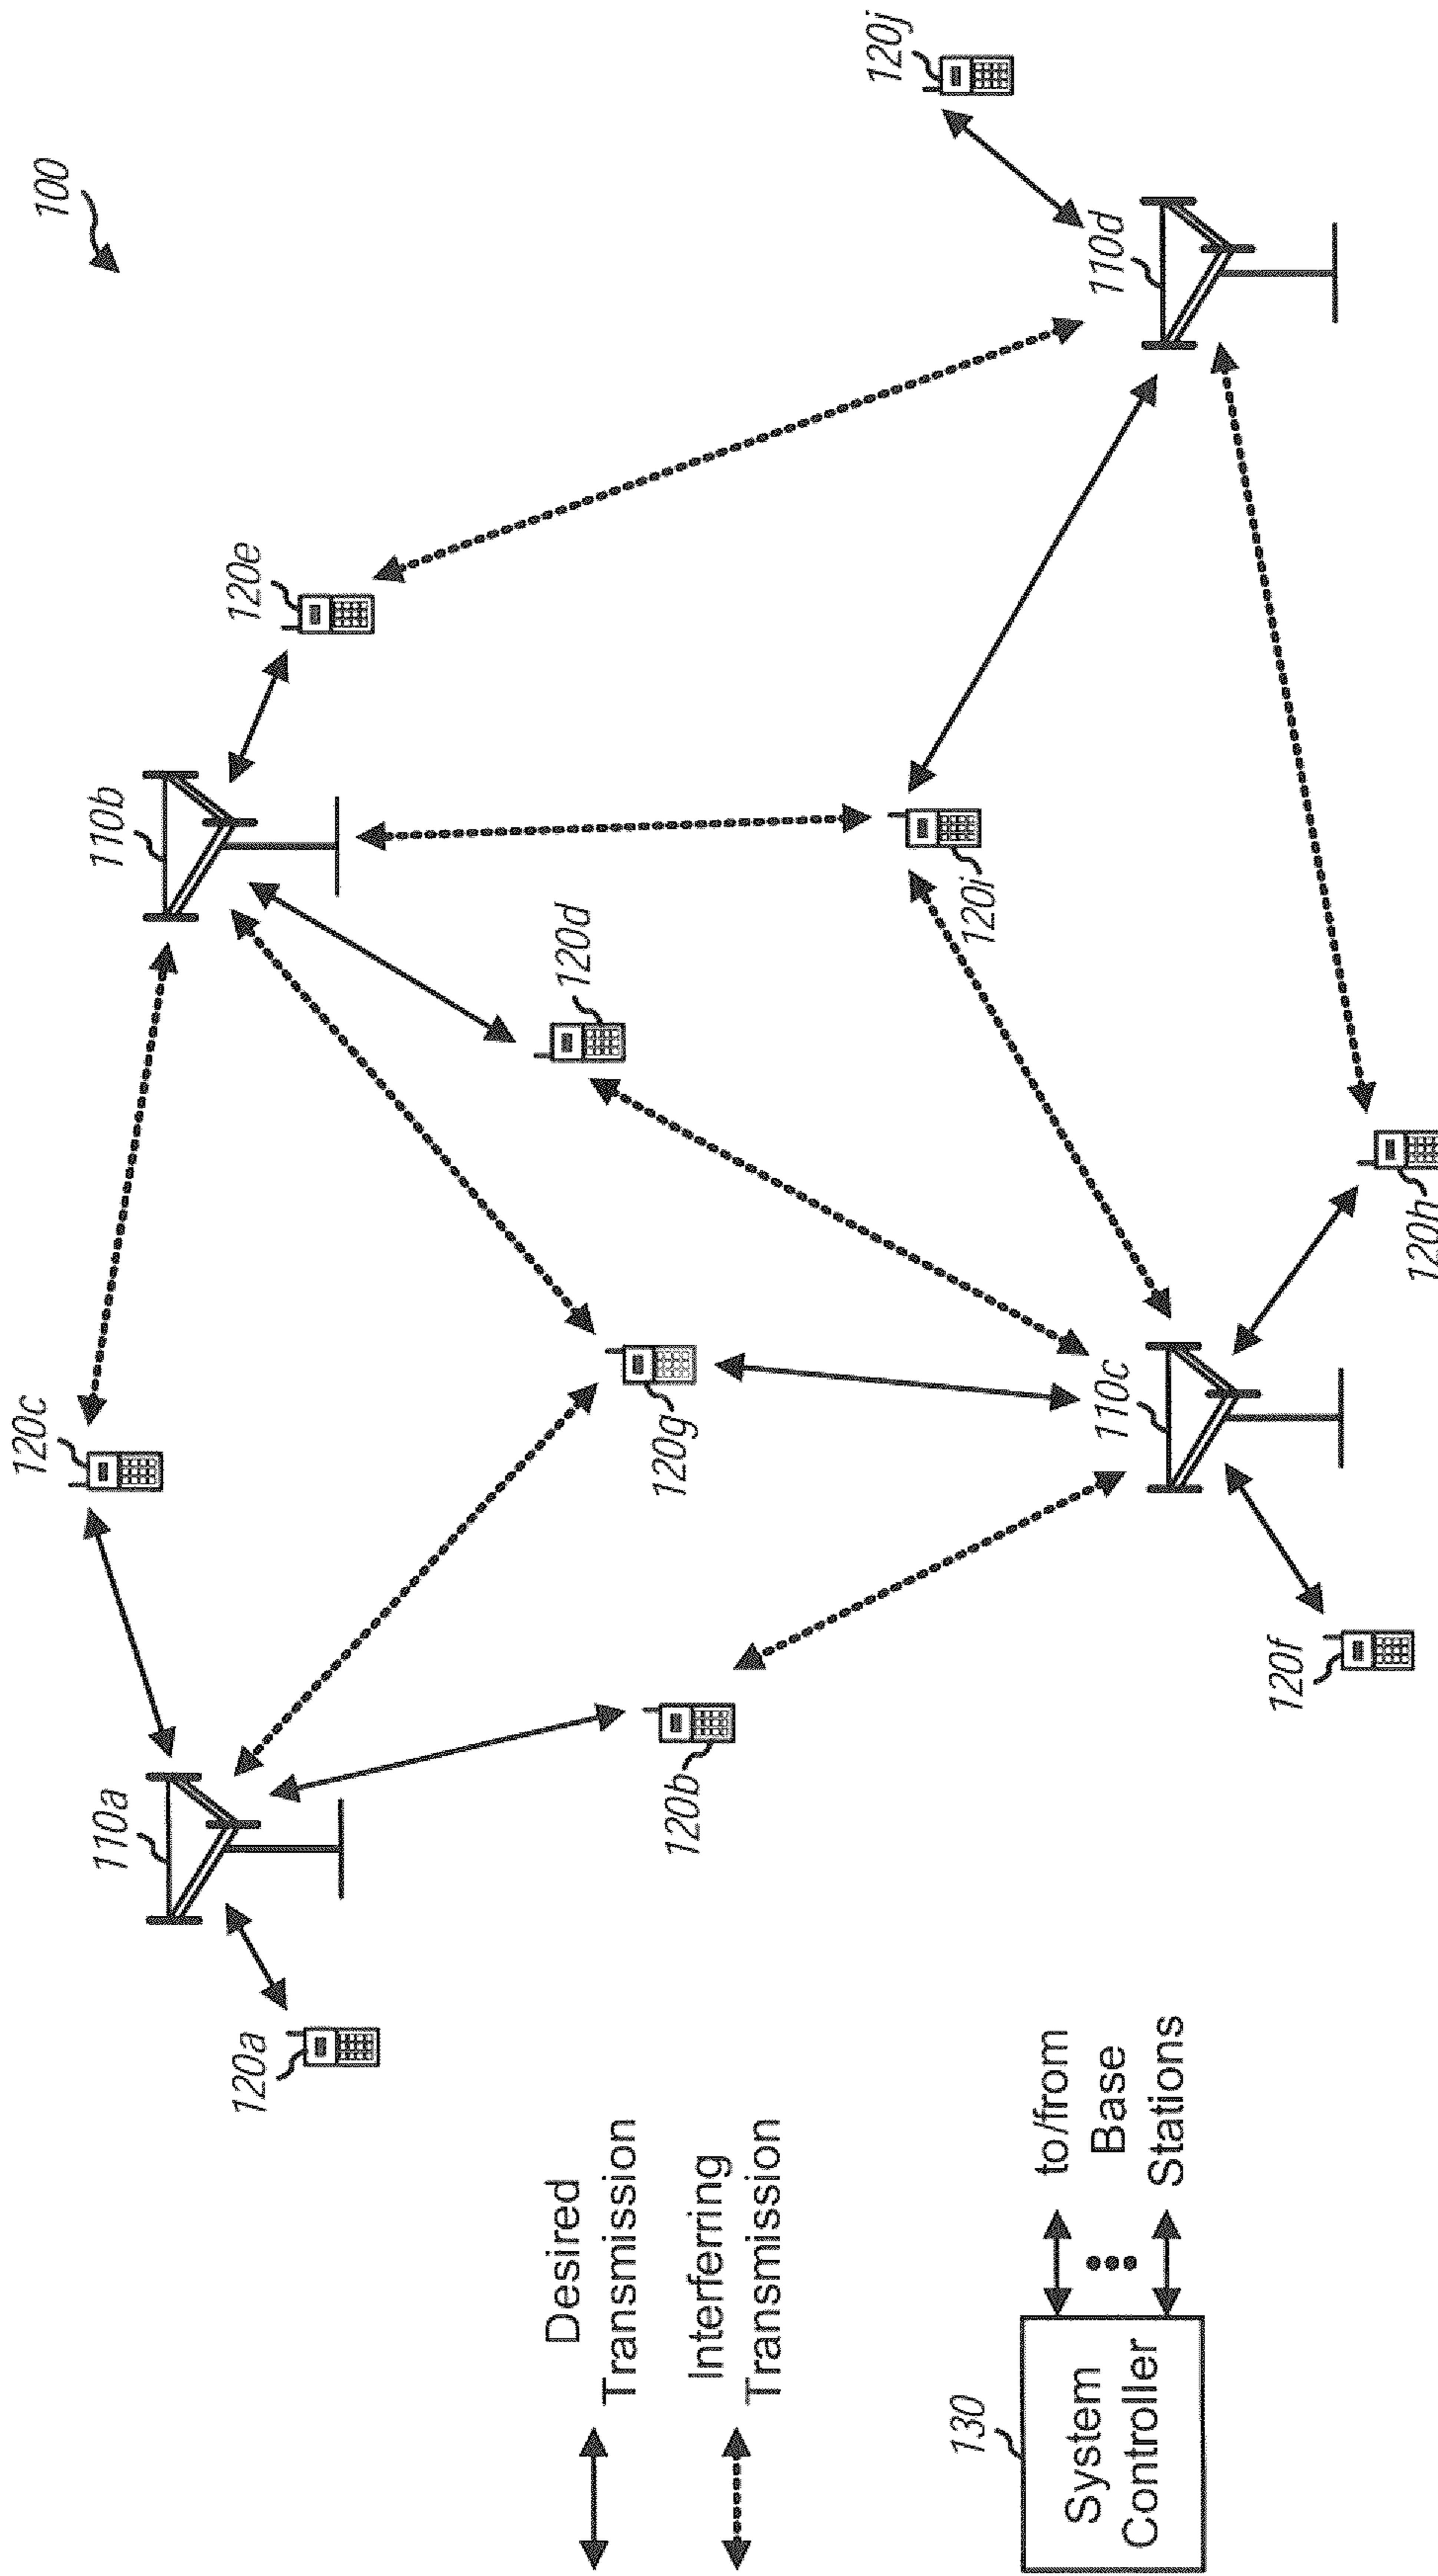 120c
100
110a
110b
120a
120e
Desired
Transmission
120d
120g
120b
Interferring
Transmission
120j
120i
130
System
Controller
to/from
Base
Stations
110c
110d
120f
120h